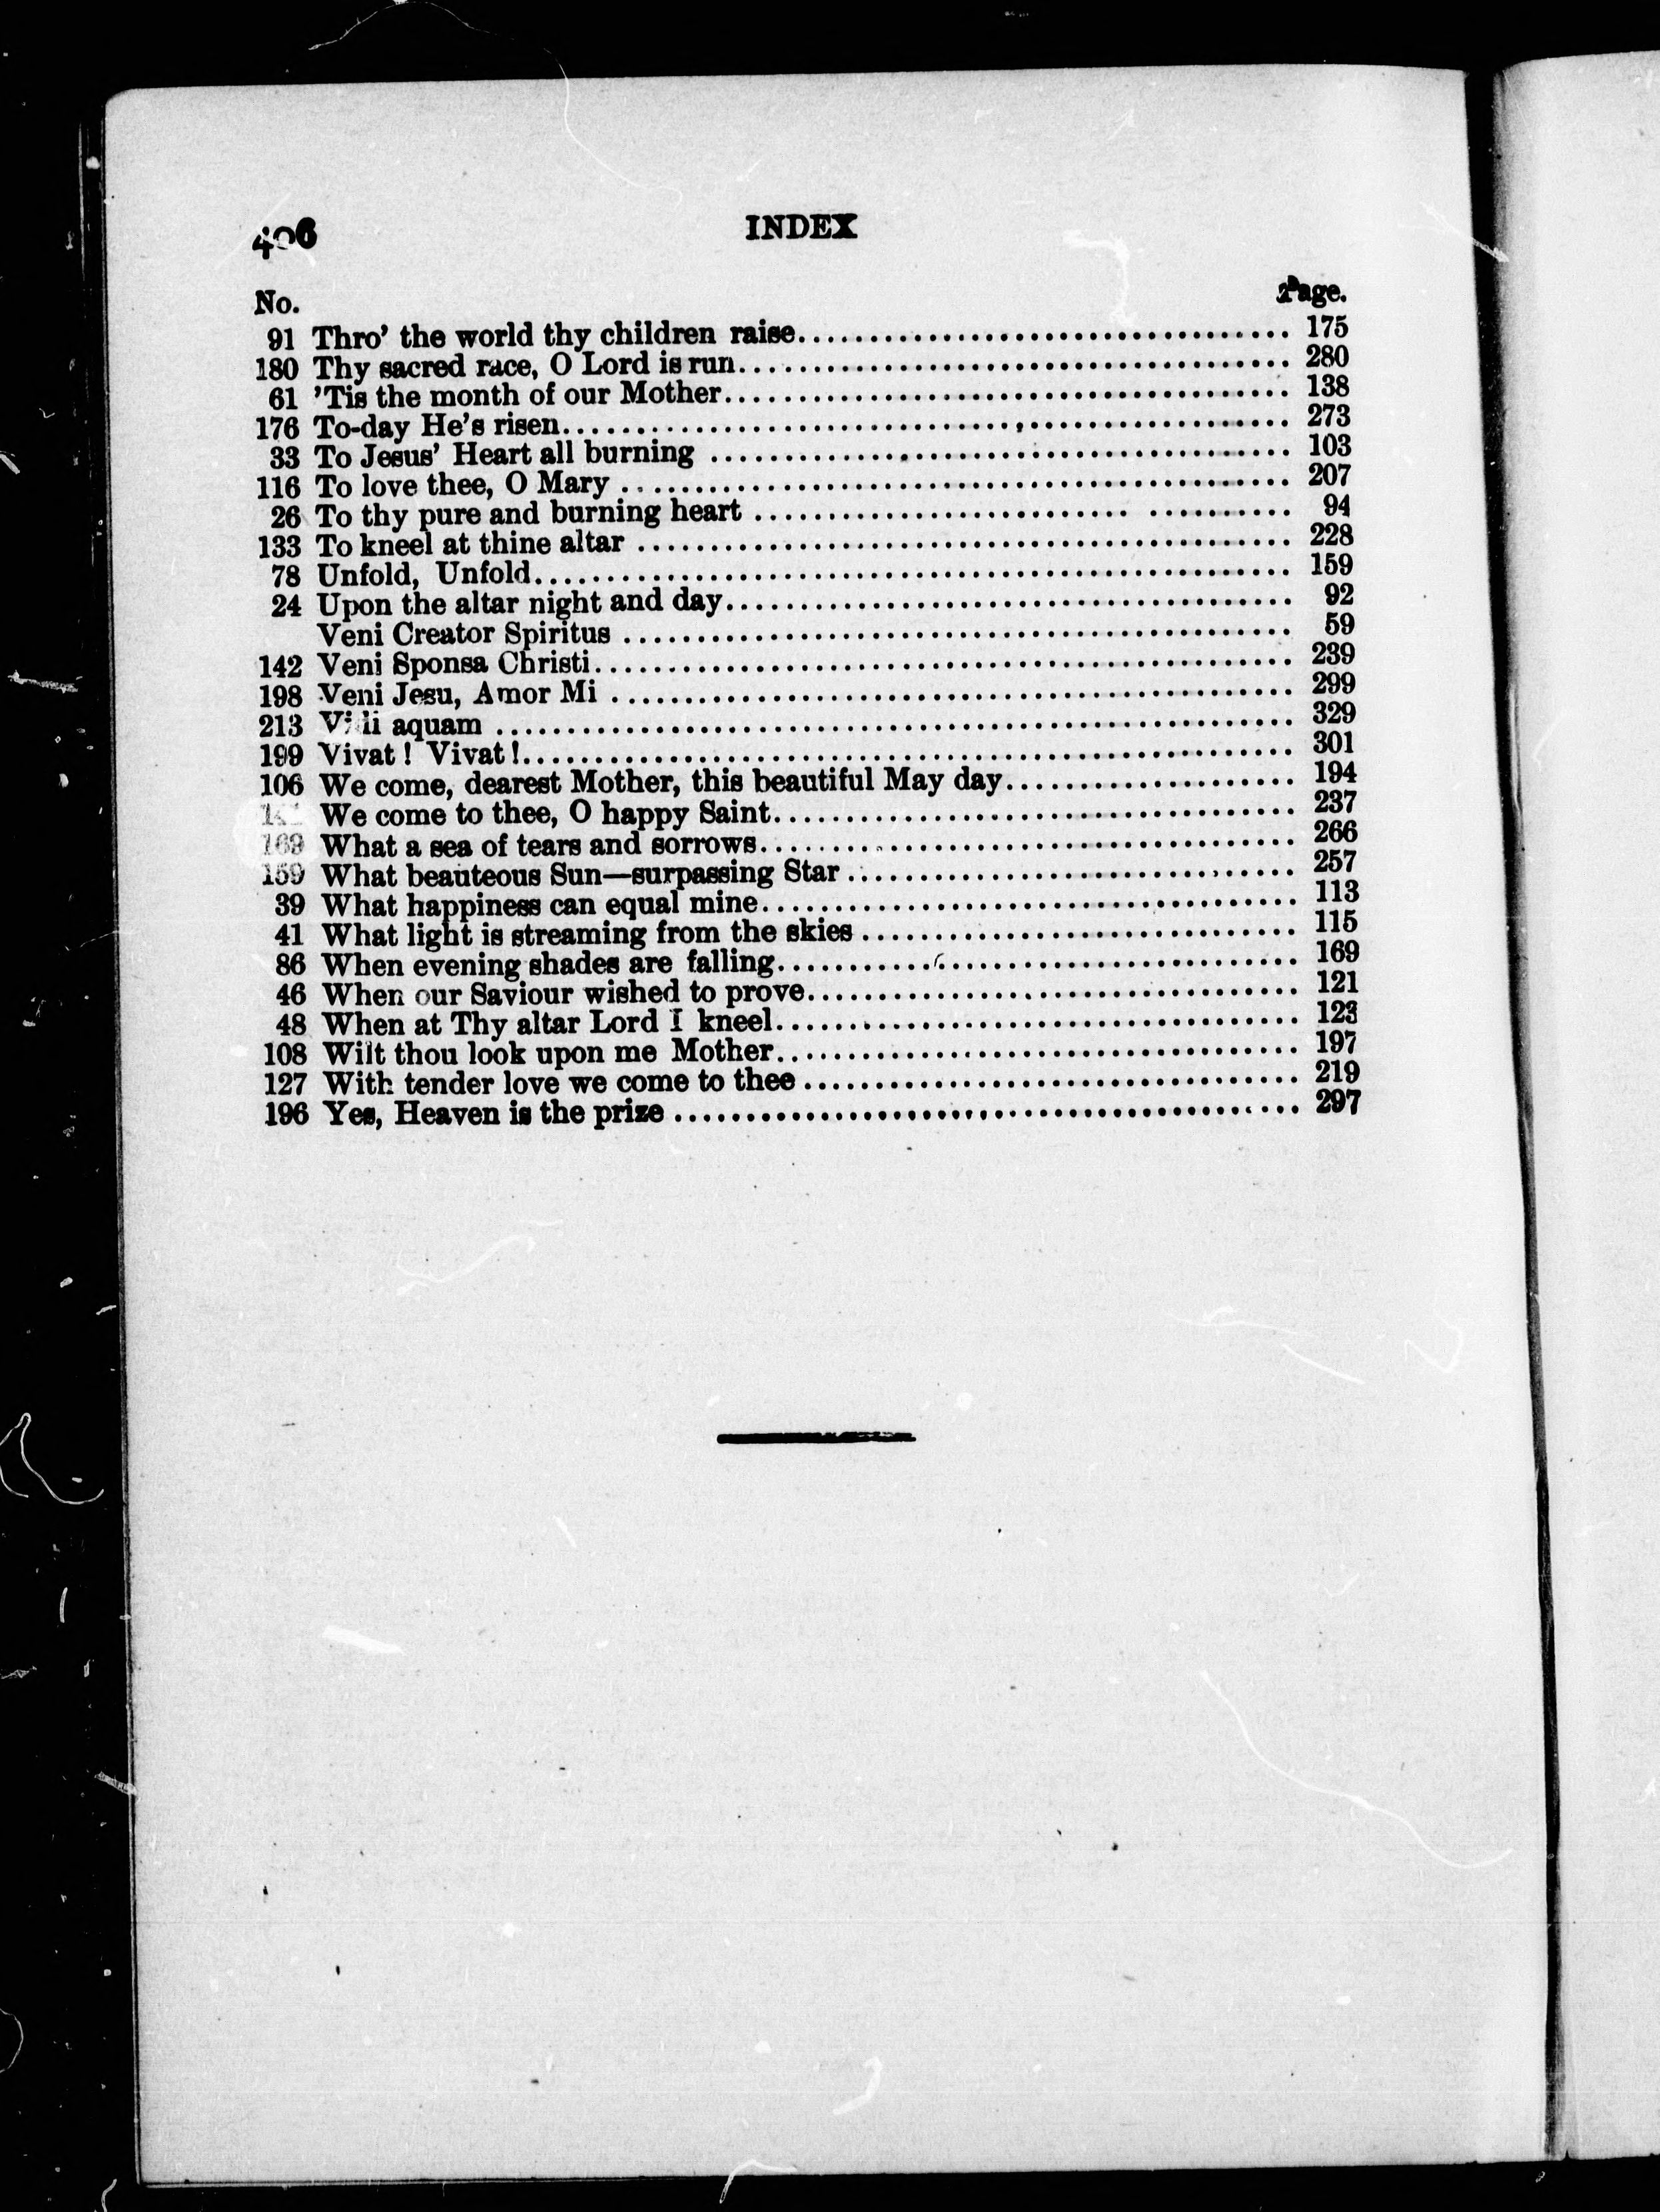 406 INDEX
No. Page.
91 Thro' the world thy children raise........................ 175
180 Thy sacred race, O Lord is run........................ 280
61 'Tis the month of our Mother........................ 138
176 To-day He's risen........................ 273
33 To Jesus' Heart all burning ........................ 103
116 To love thee, O Mary ........................ 207
26 To thy pure and burning heart ........................ 94
133 To kneel at thine altar ........................ 228
78 Unfold, Unfold........................ 159
24 Upon the altar night and day........................ 92
Veni Creator Spiritus ........................ 59
142 Veni Sponsa Christi........................ 239
198 Veni Jesu, Amor Mi ........................ 299
213 Vidi aquam ........................ 329
199 Vivat ! Vivat !........................ 301
106 We come, dearest Mother, this beautiful May day........................ 194
We come to thee, O happy Saint........................ 237
169 What a sea of tears and sorrows........................ 266
159 What beauteous Sun—surpassing Star ........................ 257
39 What happiness can equal mine........................ 113
41 What light is streaming from the skies ........................ 115
86 When evening shades are falling........................ 169
46 When our Saviour wished to prove........................ 121
48 When at Thy altar Lord I kneel........................ 123
108 Wilt thou look upon me Mother........................ 197
127 With tender love we come to thee ........................ 219
196 Yes, Heaven is the prize ........................ 297